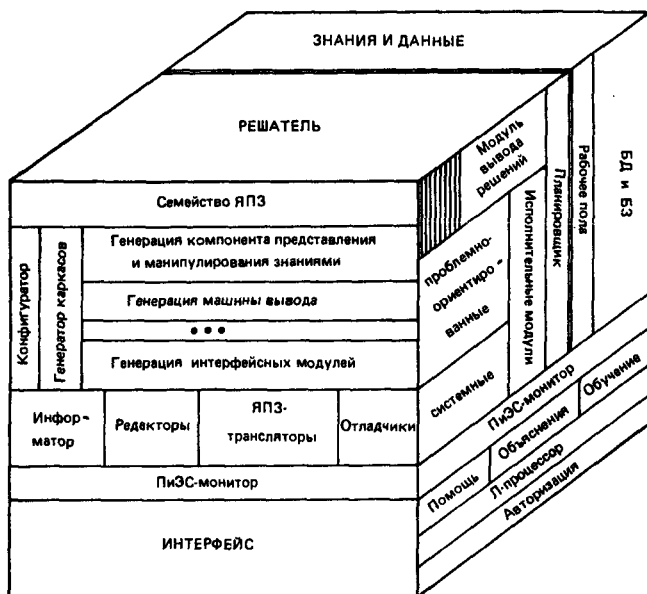 ЗНАНИЯ И ДАННЫЕ
РЕШАТЕЛЬ
Семейство ЯПЗ
Конфигуратор
Генератор каркасов
Генерация компонента представления
и манипулирования знаниями
Генерация машины вывода
•••
Генерация интерфейсных модулей
Инфор-
матор
Редакторы
ЯПЗ-
трансляторы
Отладчики
ПиЭС-монитор
ИНТЕРФЕЙС
Модуль
вывода
решений
проблемно-
ориентиро-
ванные
системные
Исполнительные модули
Планировщик
Рабочее поле
БД и БЗ
ПиЭС-монитор
Помощь
Объяснения
Обучение
Л-процессор
Авторизация